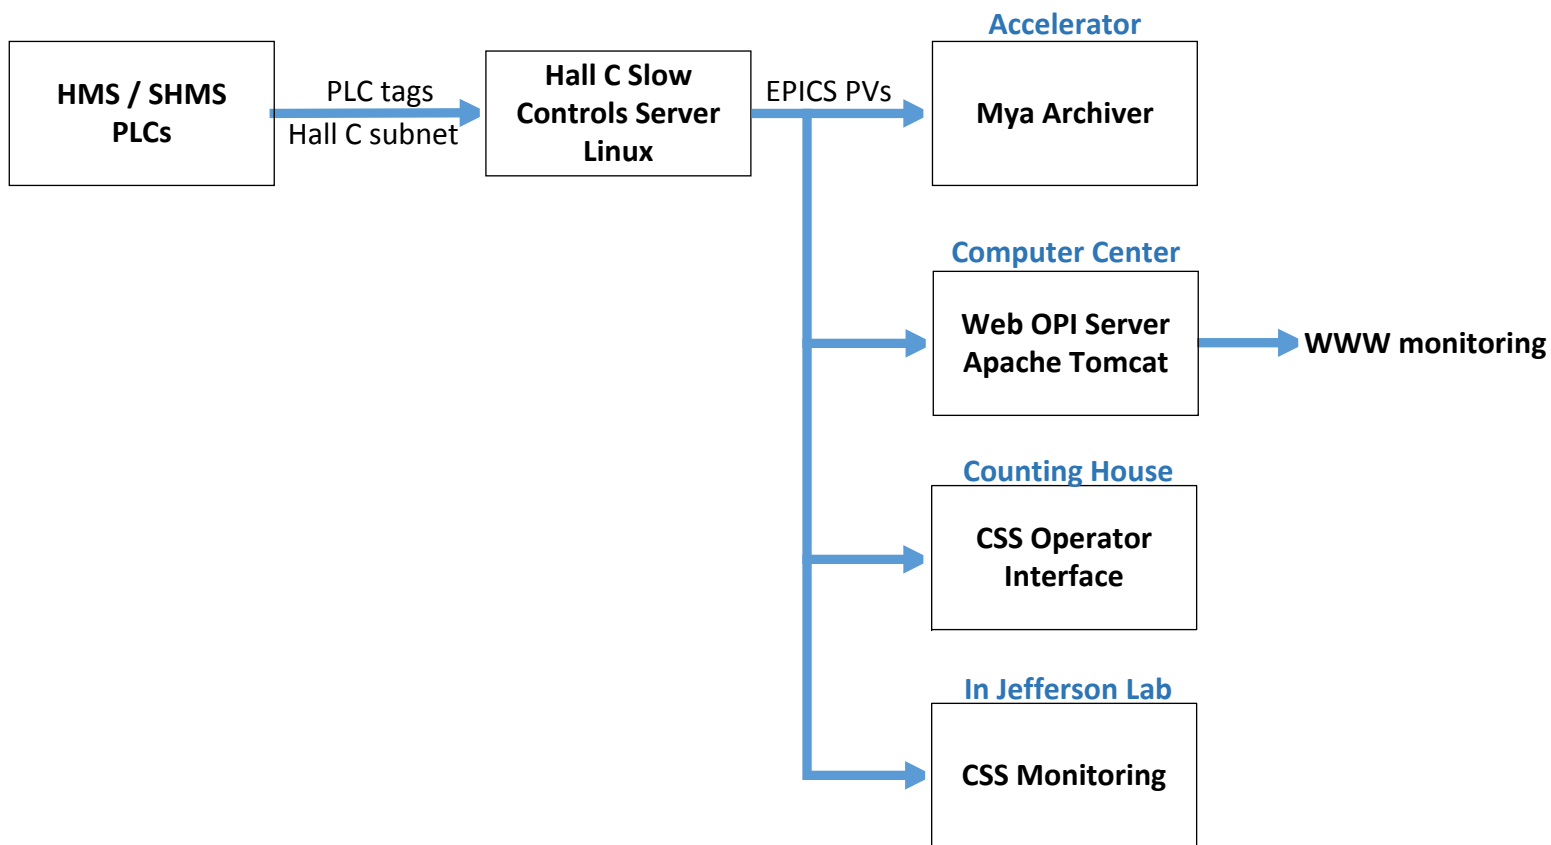 HMS / SHMS
PLCs
PLC tags
Hall C subnet
Hall C Slow
Controls Server
Linux
EPICS PVs
Accelerator
Mya Archiver
Computer Center
Web OPI Server
Apache Tomcat
WWW monitoring
Counting House
CSS Operator
Interface
In Jefferson Lab
CSS Monitoring